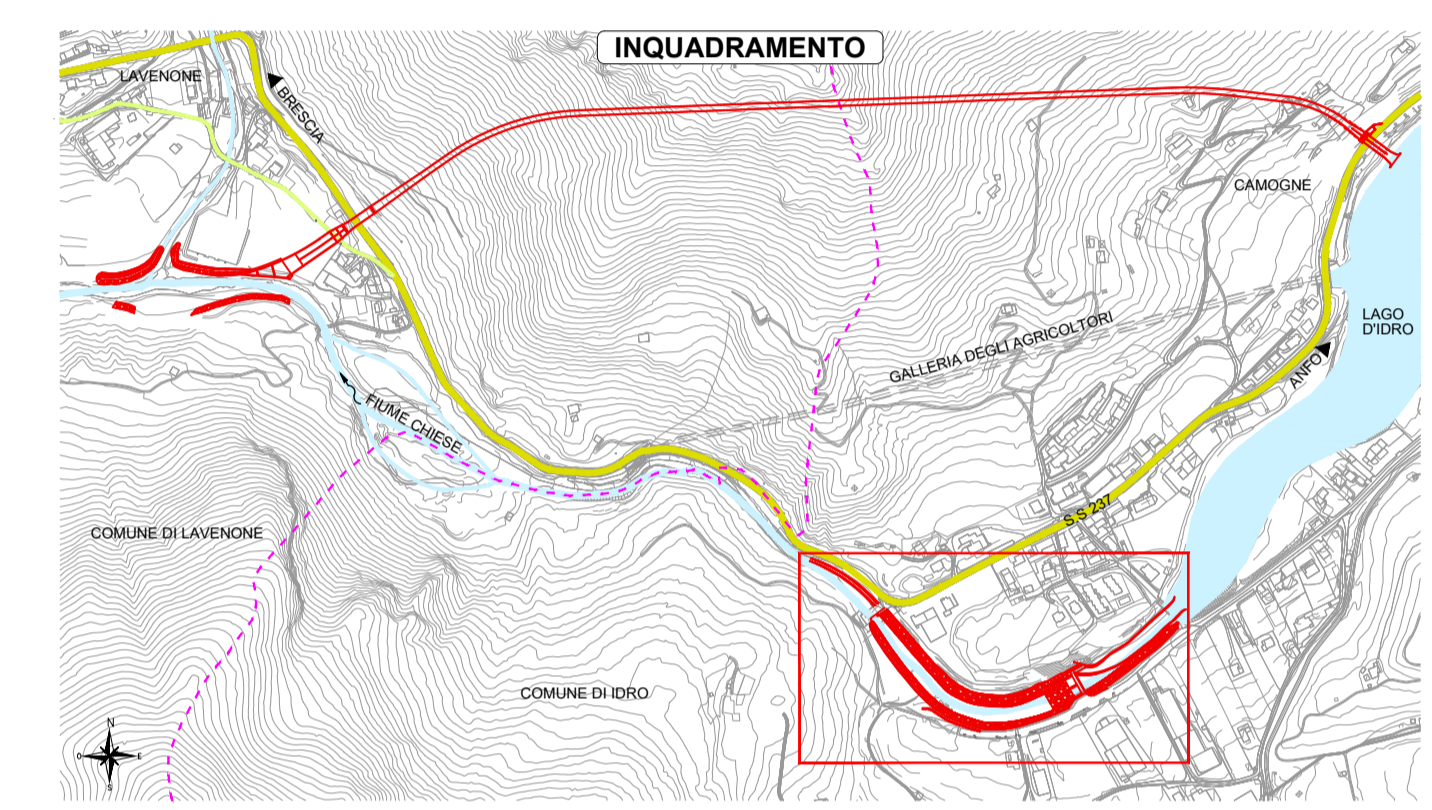 INQUADRAMENTO
LAVENONE
BRESCIA
CAMOGNE
LAGO
D'IDRO
GALLERIA DEGLI AGRICOLTORI
ANFO
FIUME CHIESE
S.S 237
COMUNE DI LAVENONE
COMUNE DI IDRO
N
O
E
S